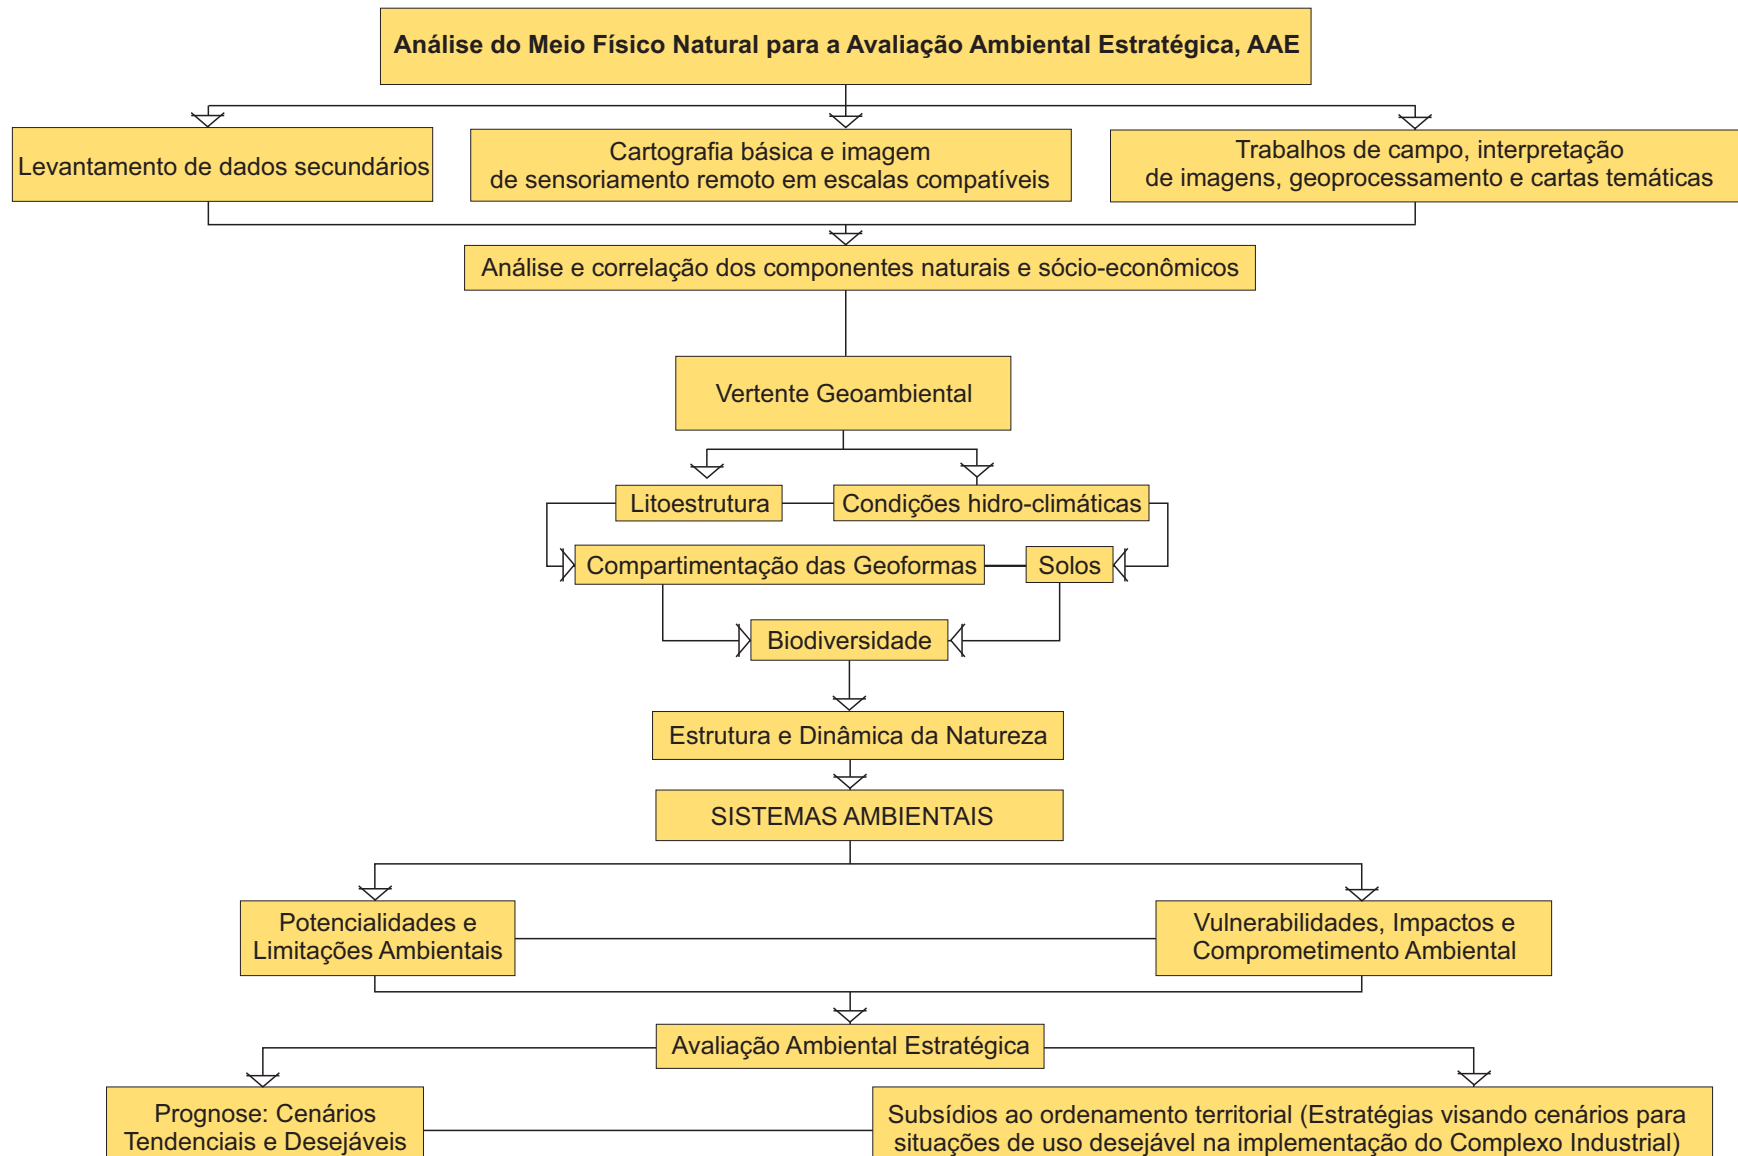 Análise do Meio Físico Natural para a Avaliação Ambiental Estratégica, AAE
Levantamento de dados secundários
Cartografia básica e imagem
de sensoriamento remoto em escalas compatíveis
Trabalhos de campo, interpretação
de imagens, geoprocessamento e cartas temáticas
Análise e correlação dos componentes naturais e sócio-econômicos
Vertente Geoambiental
Litoestrutura
Condições hidro-climáticas
Compartimentação das Geoformas
Solos
Biodiversidade
Estrutura e Dinâmica da Natureza
SISTEMAS AMBIENTAIS
Potencialidades e
Limitações Ambientais
Vulnerabilidades, Impactos e
Comprometimento Ambiental
Avaliação Ambiental Estratégica
Prognose: Cenários
Tendenciais e Desejáveis
Subsídios ao ordenamento territorial (Estratégias visando cenários para
situações de uso desejável na implementação do Complexo Industrial)